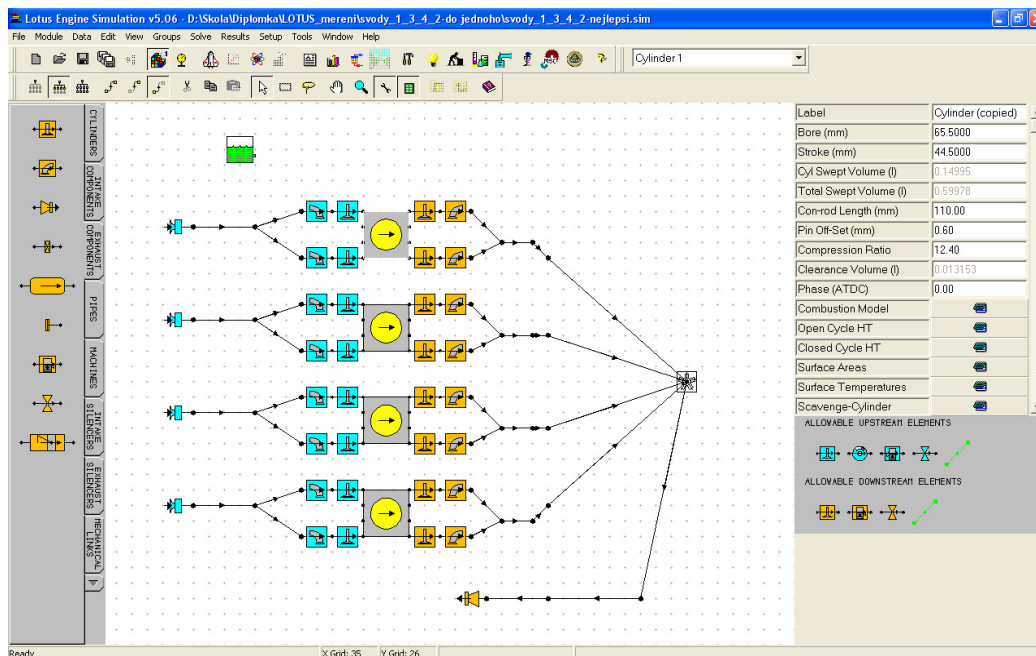 Lotus Engine Simulation v5.06 - D:\Skola\Diplomka\LOTUS_mereni\svody_1_3_4_2-do jednoho\svody_1_3_4_2-nejlepsi.sim
File Module Data Edit View Groups Solve Results Setup Tools Window Help
Cylinder 1
CYLINDERS
INTAKE COMPONENTS
EXHAUST COMPONENTS
PIPES
MACHINES
INTAKE SILENCERS
EXHAUST SILENCERS
MECHANICAL LINKS
Label Cylinder (copied)
Bore (mm) 65.5000
Stroke (mm) 44.5000
Cyl Swept Volume (l) 0.14995
Total Swept Volume (l) 0.59978
Con-rod Length (mm) 110.00
Pin Off-Set (mm) 0.60
Compression Ratio 12.40
Clearance Volume (l) 0.013153
Phase (ATDC) 0.00
Combustion Model
Open Cycle HT
Closed Cycle HT
Surface Areas
Surface Temperatures
Scavenge-Cylinder
ALLOWABLE UPSTREAM ELEMENTS
ALLOWABLE DOWNSTREAM ELEMENTS
Ready X Grid: 35 Y Grid: 26